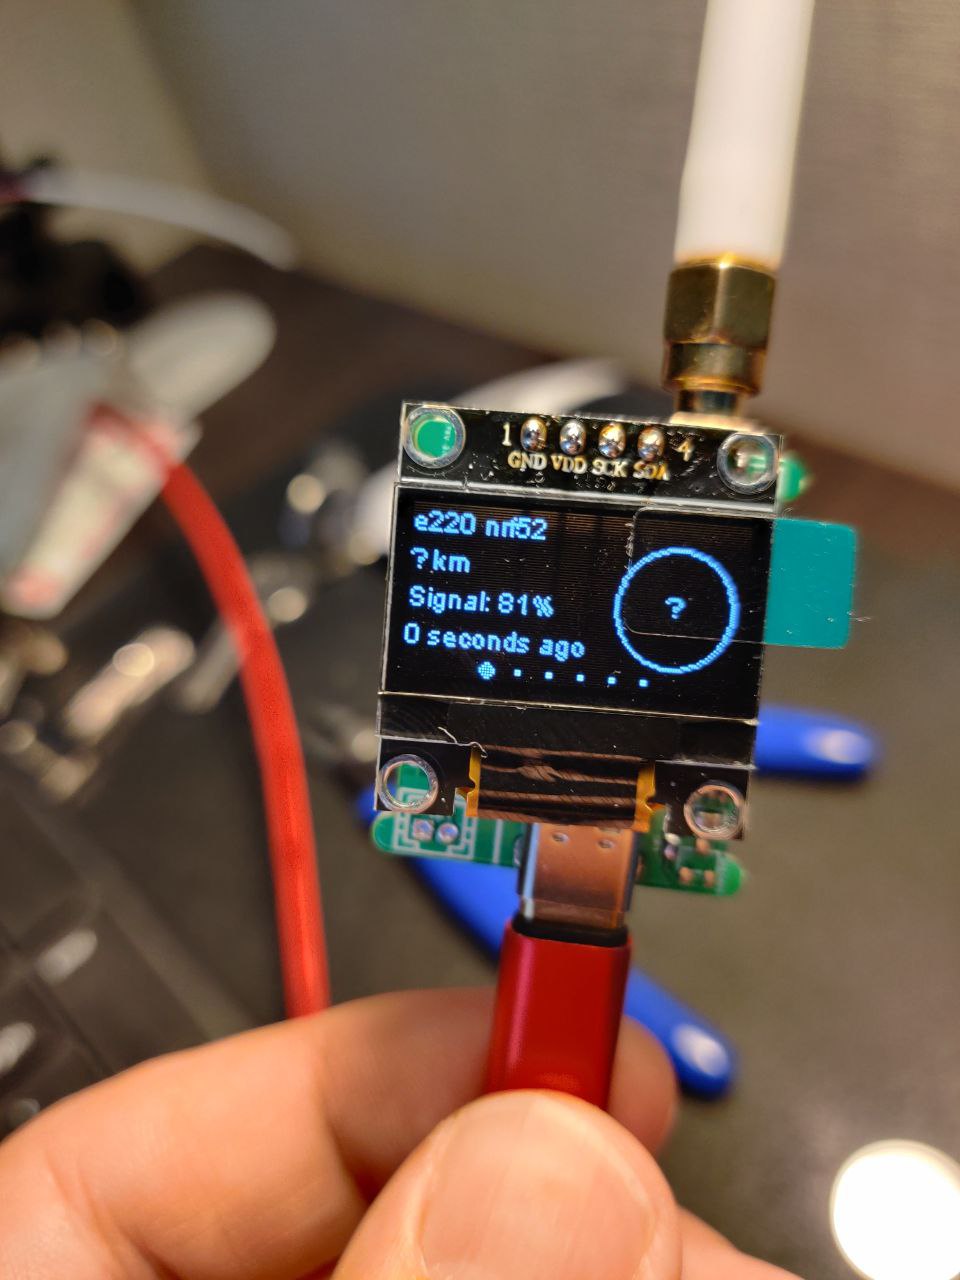 1 4
GND VDD SCK SDA
e220 nrf52
?km
Signal: 81%
0 seconds ago
?